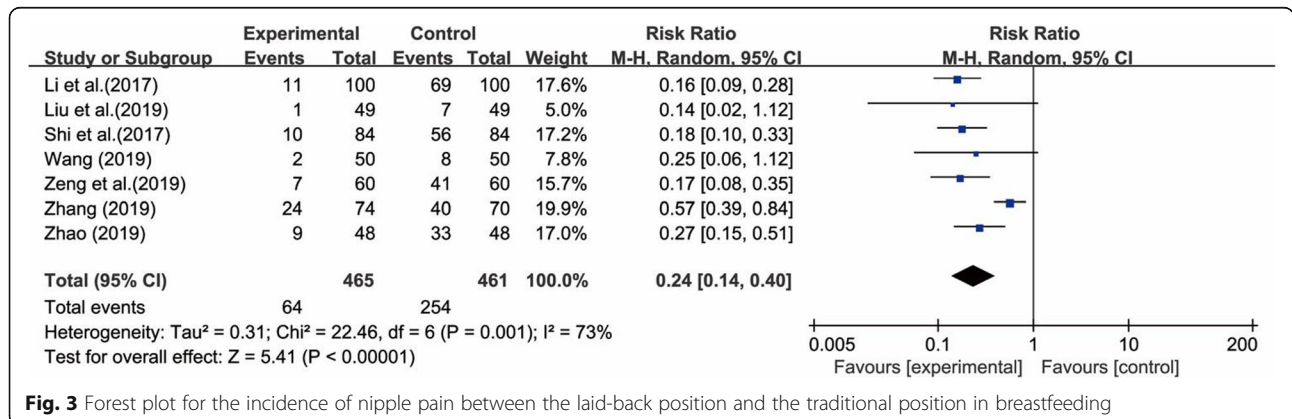 Experimental Control Risk Ratio Risk Ratio
Study or Subgroup Events Total Events Total Weight M-H, Random, 95% CI M-H, Random, 95% CI
Li et al.(2017) 11 100 69 100 17.6% 0.16 [0.09, 0.28]
Liu et al.(2019) 1 49 7 49 5.0% 0.14 [0.02, 1.12]
Shi et al.(2017) 10 84 56 84 17.2% 0.18 [0.10, 0.33]
Wang (2019) 2 50 8 50 7.8% 0.25 [0.06, 1.12]
Zeng et al.(2019) 7 60 41 60 15.7% 0.17 [0.08, 0.35]
Zhang (2019) 24 74 40 70 19.9% 0.57 [0.39, 0.84]
Zhao (2019) 9 48 33 48 17.0% 0.27 [0.15, 0.51]
Total (95% CI) 465 461 100.0% 0.24 [0.14, 0.40]
Total events 64 254
Heterogeneity: Tau² = 0.31; Chi² = 22.46, df = 6 (P = 0.001); I² = 73%
Test for overall effect: Z = 5.41 (P < 0.00001)
0.005 0.1 1 10 200
Favours [experimental] Favours [control]
Fig. 3 Forest plot for the incidence of nipple pain between the laid-back position and the traditional position in breastfeeding